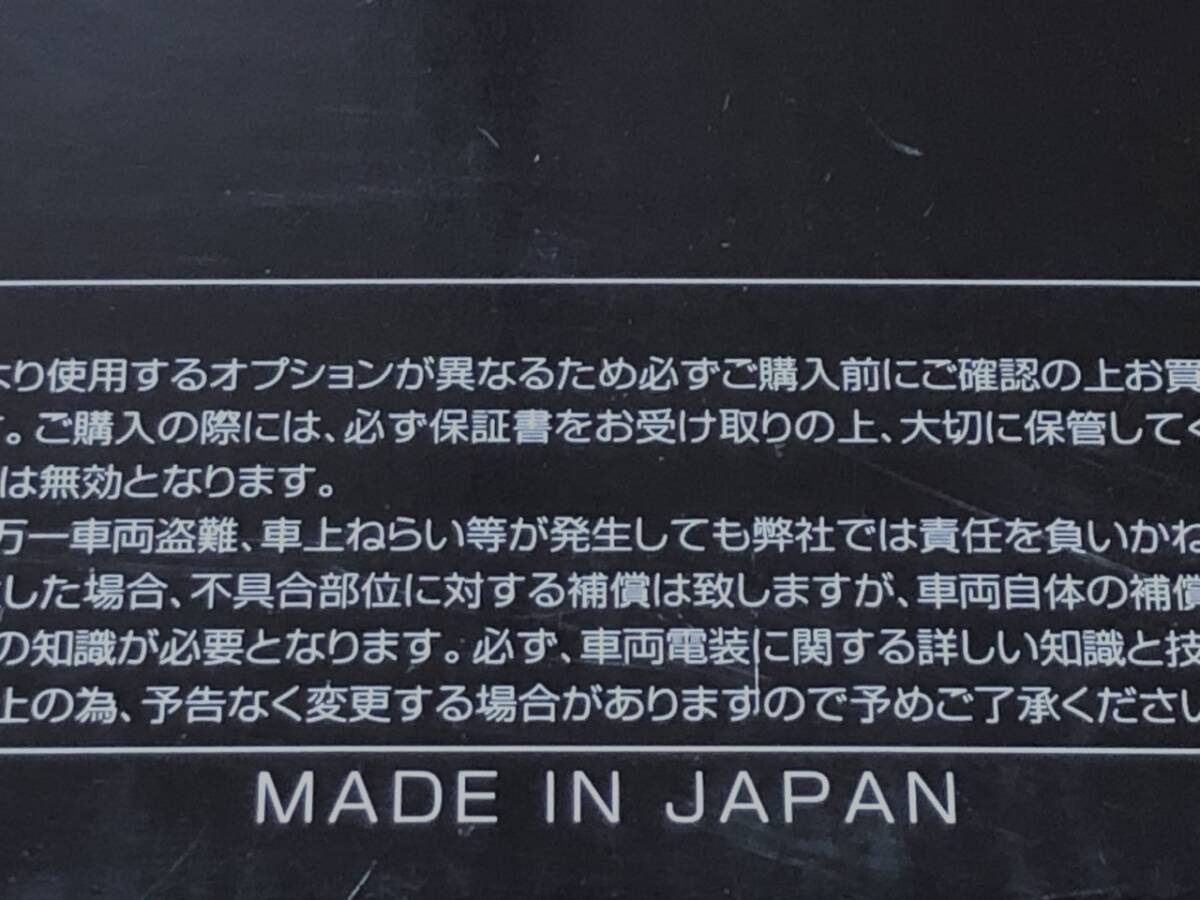 より使用するオプションが異なるため必ずご購入前にご確認の上お買
。ご購入の際には、必ず保証書をお受け取りの上、大切に保管してく
は無効となります。
万一車両盗難、車上ねらい等が発生しても弊社では責任を負いかね
した場合、不具合部位に対する補償は致しますが、車両自体の補償
の知識が必要となります。必ず、車両電装に関する詳しい知識と技
上の為、予告なく変更する場合がありますので予めご了承ください
MADE IN JAPAN